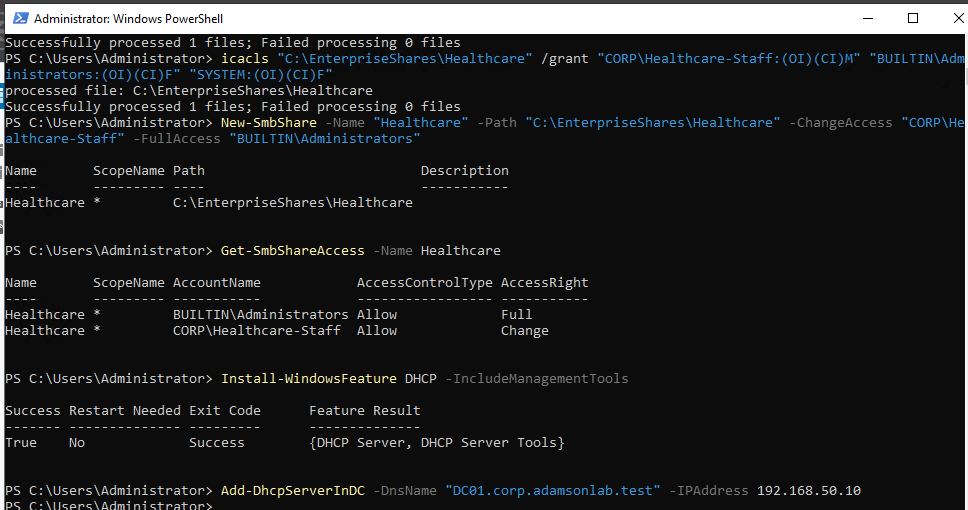 Administrator: Windows PowerShell
Successfully processed 1 files; Failed processing 0 files
PS C:\Users\Administrator> icacls "C:\EnterpriseShares\Healthcare" /grant "CORP\Healthcare-Staff:(OI)(CI)M" "BUILTIN\Adm
inistrators:(OI)(CI)F" "SYSTEM:(OI)(CI)F"
processed file: C:\EnterpriseShares\Healthcare
Successfully processed 1 files; Failed processing 0 files
PS C:\Users\Administrator> New-SmbShare -Name "Healthcare" -Path "C:\EnterpriseShares\Healthcare" -ChangeAccess "CORP\He
althcare-Staff" -FullAccess "BUILTIN\Administrators"
Name       ScopeName Path                           Description
----       --------- ----                           -----------
Healthcare *         C:\EnterpriseShares\Healthcare
PS C:\Users\Administrator> Get-SmbShareAccess -Name Healthcare
Name       ScopeName AccountName            AccessControlType AccessRight
----       --------- -----------            ----------------- -----------
Healthcare *         BUILTIN\Administrators Allow             Full
Healthcare *         CORP\Healthcare-Staff  Allow             Change
PS C:\Users\Administrator> Install-WindowsFeature DHCP -IncludeManagementTools
Success Restart Needed Exit Code      Feature Result
------- -------------- ---------      --------------
True    No             Success        {DHCP Server, DHCP Server Tools}
PS C:\Users\Administrator> Add-DhcpServerInDC -DnsName "DC01.corp.adamsonlab.test" -IPAddress 192.168.50.10
PS C:\Users\Administrator>